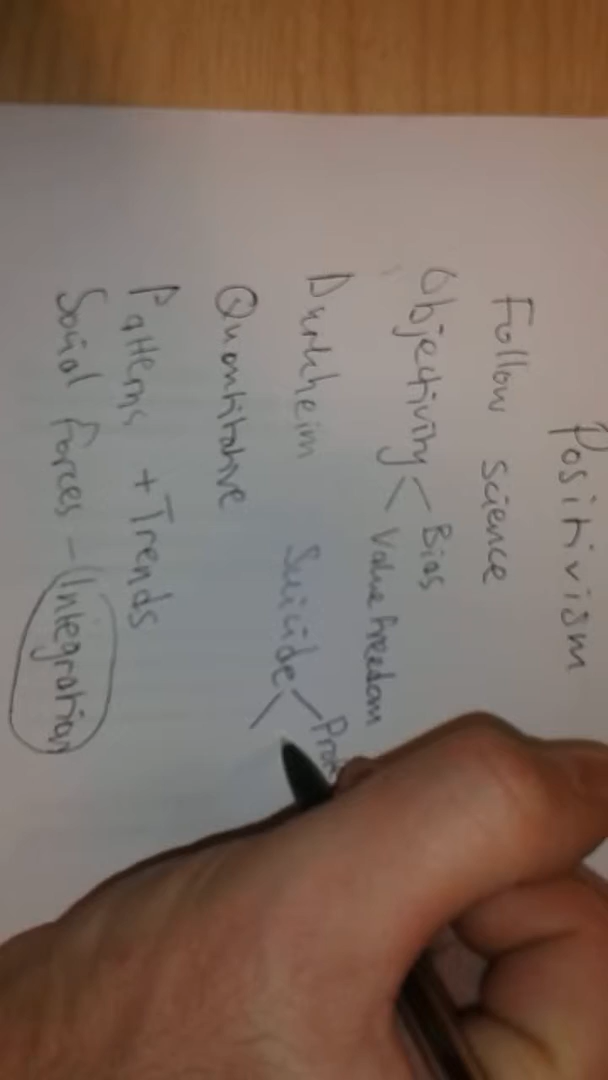 Positivism
Follow science
Objectivity < Bias
Value freedom
Durkheim Suicide <
Quantitative
Patterns + Trends
Social Forces - Integration